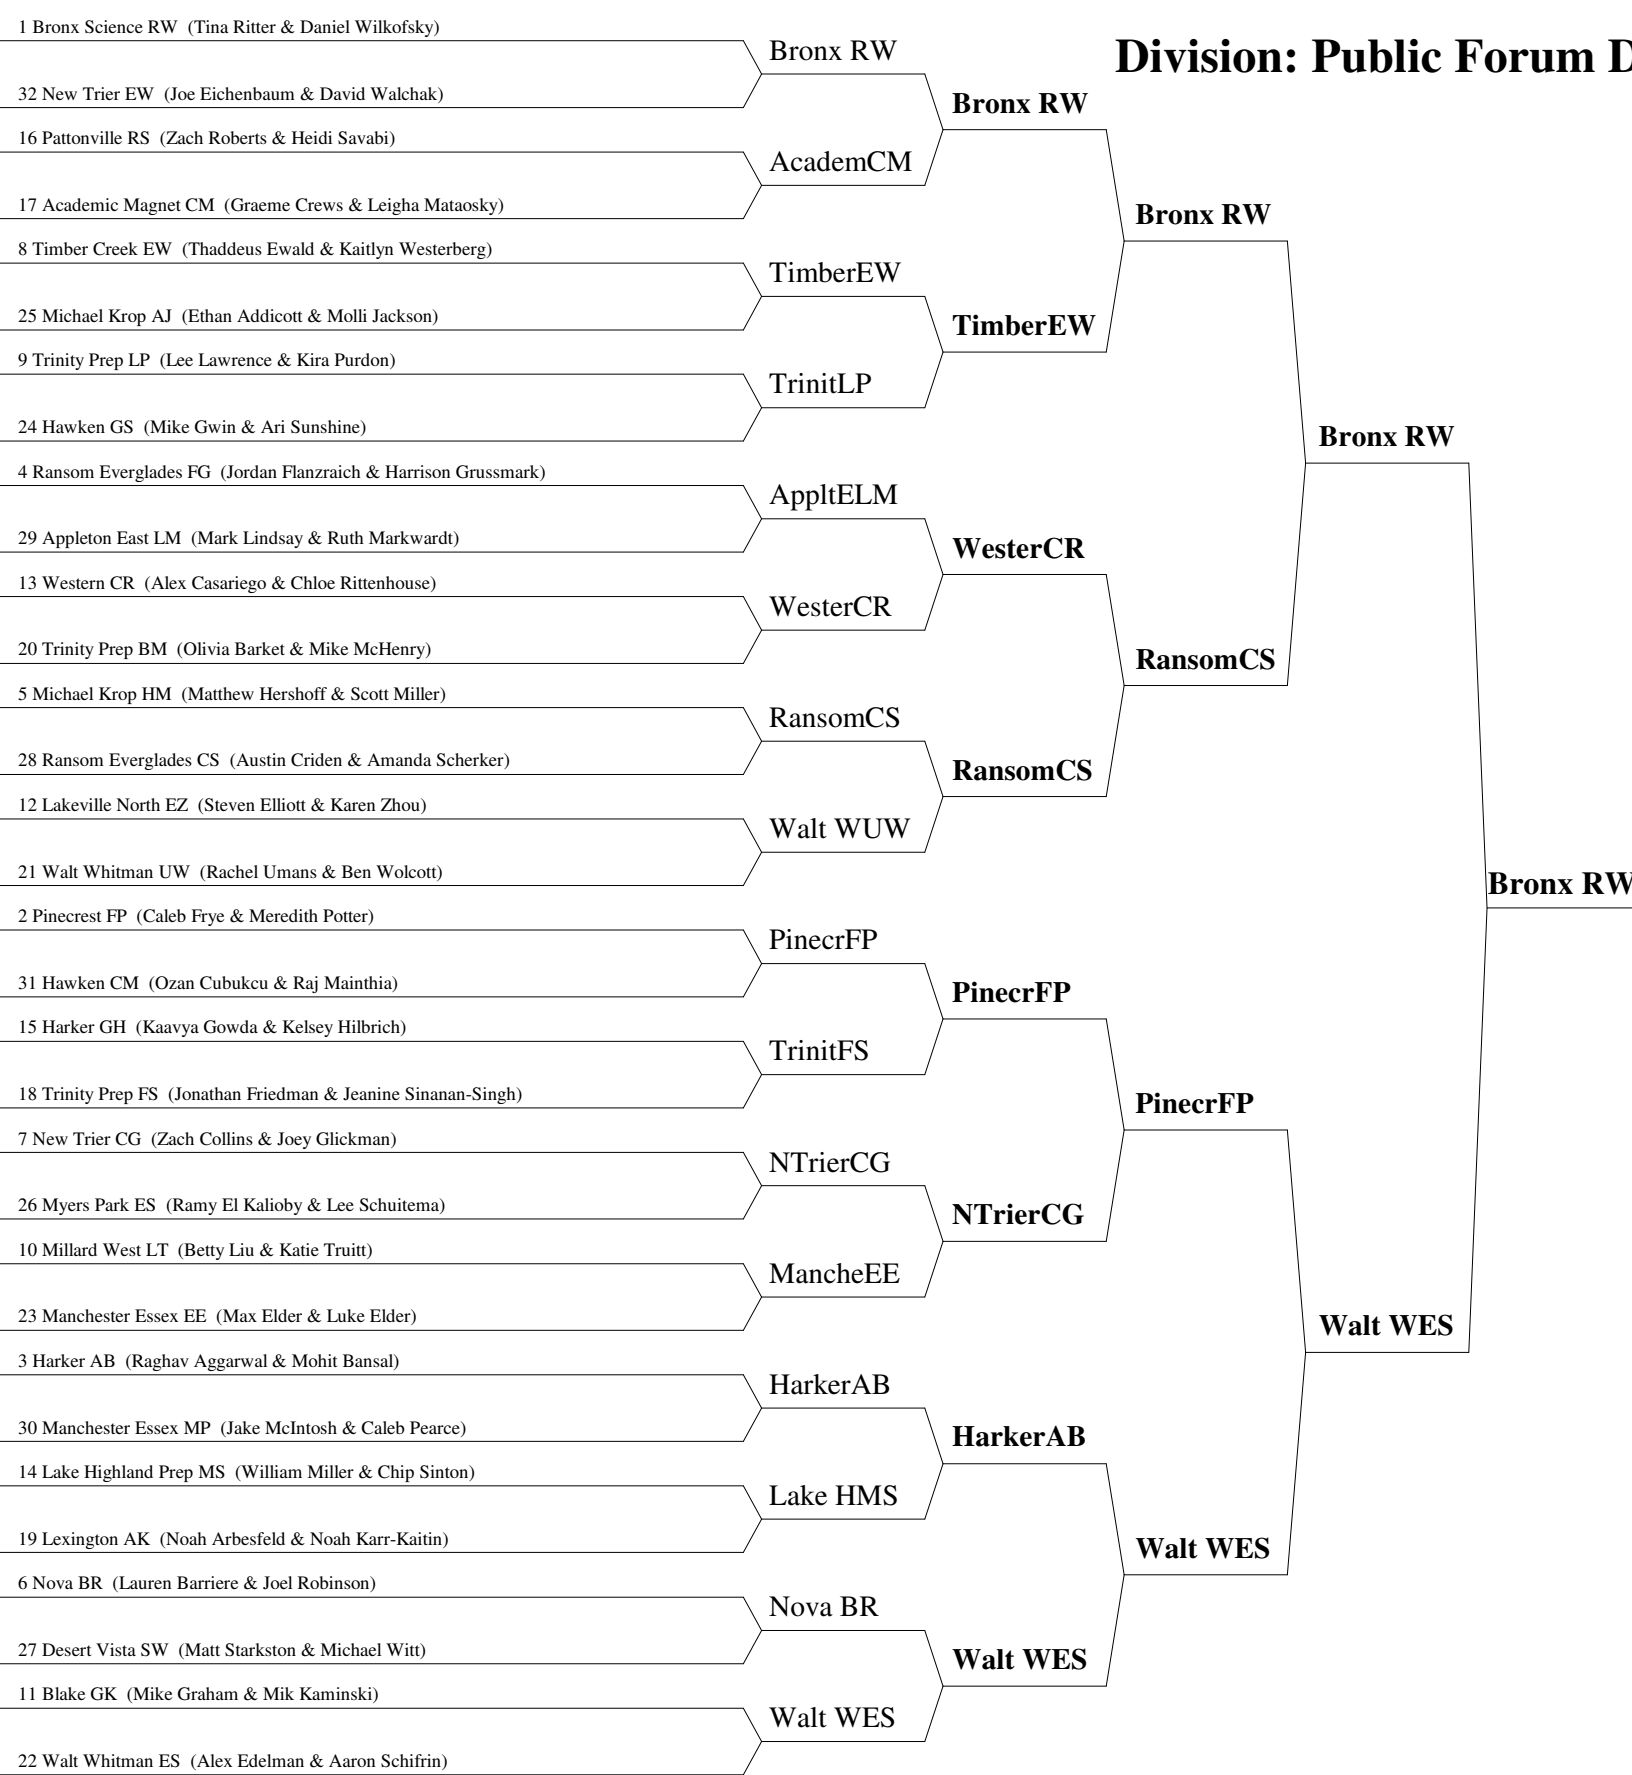 Division: Public Forum D
1 Bronx Science RW (Tina Ritter & Daniel Wilkofsky)
32 New Trier EW (Joe Eichenbaum & David Walchak)
16 Pattonville RS (Zach Roberts & Heidi Savabi)
17 Academic Magnet CM (Graeme Crews & Leigha Mataosky)
8 Timber Creek EW (Thaddeus Ewald & Kaitlyn Westerberg)
25 Michael Krop AJ (Ethan Addicott & Molli Jackson)
9 Trinity Prep LP (Lee Lawrence & Kira Purdon)
24 Hawken GS (Mike Gwin & Ari Sunshine)
4 Ransom Everglades FG (Jordan Flanzraich & Harrison Grussmark)
29 Appleton East LM (Mark Lindsay & Ruth Markwardt)
13 Western CR (Alex Casariego & Chloe Rittenhouse)
20 Trinity Prep BM (Olivia Barket & Mike McHenry)
5 Michael Krop HM (Matthew Hershoff & Scott Miller)
28 Ransom Everglades CS (Austin Criden & Amanda Scherker)
12 Lakeville North EZ (Steven Elliott & Karen Zhou)
21 Walt Whitman UW (Rachel Umans & Ben Wolcott)
2 Pinecrest FP (Caleb Frye & Meredith Potter)
31 Hawken CM (Ozan Cubukcu & Raj Mainthia)
15 Harker GH (Kaavya Gowda & Kelsey Hilbrich)
18 Trinity Prep FS (Jonathan Friedman & Jeanine Sinanan-Singh)
7 New Trier CG (Zach Collins & Joey Glickman)
26 Myers Park ES (Ramy El Kalioby & Lee Schuitema)
10 Millard West LT (Betty Liu & Katie Truitt)
23 Manchester Essex EE (Max Elder & Luke Elder)
3 Harker AB (Raghav Aggarwal & Mohit Bansal)
30 Manchester Essex MP (Jake McIntosh & Caleb Pearce)
14 Lake Highland Prep MS (William Miller & Chip Sinton)
19 Lexington AK (Noah Arbesfeld & Noah Karr-Kaitin)
6 Nova BR (Lauren Barriere & Joel Robinson)
27 Desert Vista SW (Matt Starkston & Michael Witt)
11 Blake GK (Mike Graham & Mik Kaminski)
22 Walt Whitman ES (Alex Edelman & Aaron Schifrin)
Bronx RW
AcademCM
TimberEW
TrinitLP
AppltELM
WesterCR
RansomCS
Walt WUW
PinecrFP
TrinitFS
NTrierCG
MancheEE
HarkerAB
Lake HMS
Nova BR
Walt WES
Bronx RW
TimberEW
WesterCR
RansomCS
PinecrFP
NTrierCG
HarkerAB
Walt WES
Bronx RW
RansomCS
PinecrFP
Walt WES
Bronx RW
Walt WES
Bronx RW